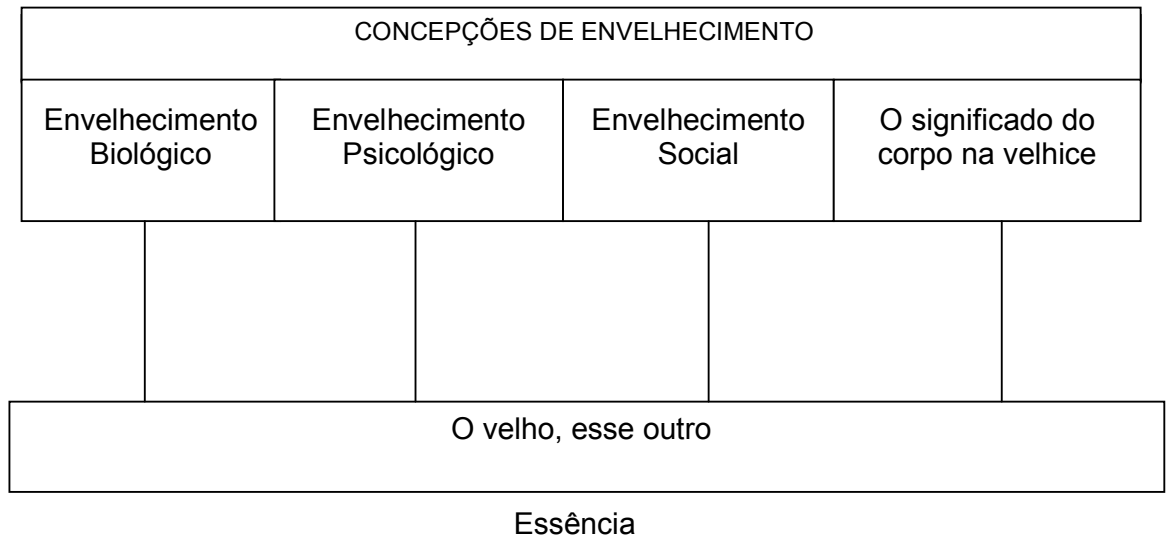 CONCEPÇÕES DE ENVELHECIMENTO
Envelhecimento
Biológico
Envelhecimento
Psicológico
Envelhecimento
Social
O significado do
corpo na velhice
O velho, esse outro
Essência